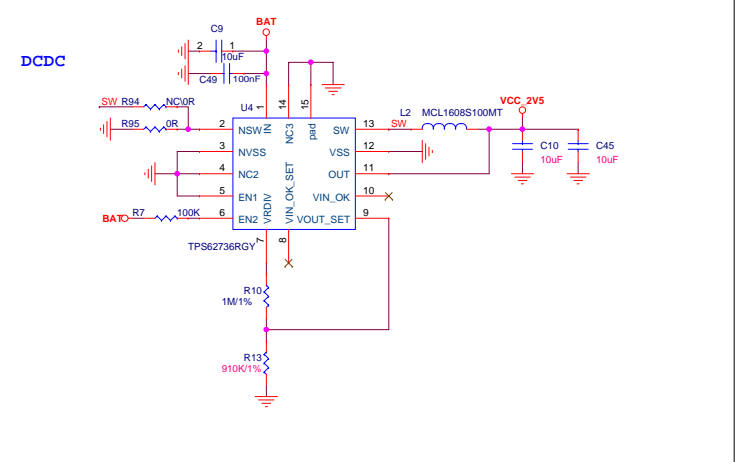 BAT
C9
DCDC
2
1
10uF
C49
100nF
SW
R94
NC\0R
R95
0R
U4
1
14
15
IN
NC3
pad
2
NSW
3
NVSS
4
NC2
5
EN1
6
EN2
BAT
R7
100K
13
SW
12
VSS
11
OUT
10
VIN_OK
9
VOUT_SET
SW
L2
MCL1608S100MT
VCC_2V5
C10
10uF
C45
10uF
VRDIV
VIN_OK_SET
7
8
TPS62736RGY
R10
1M/1%
R13
910K/1%